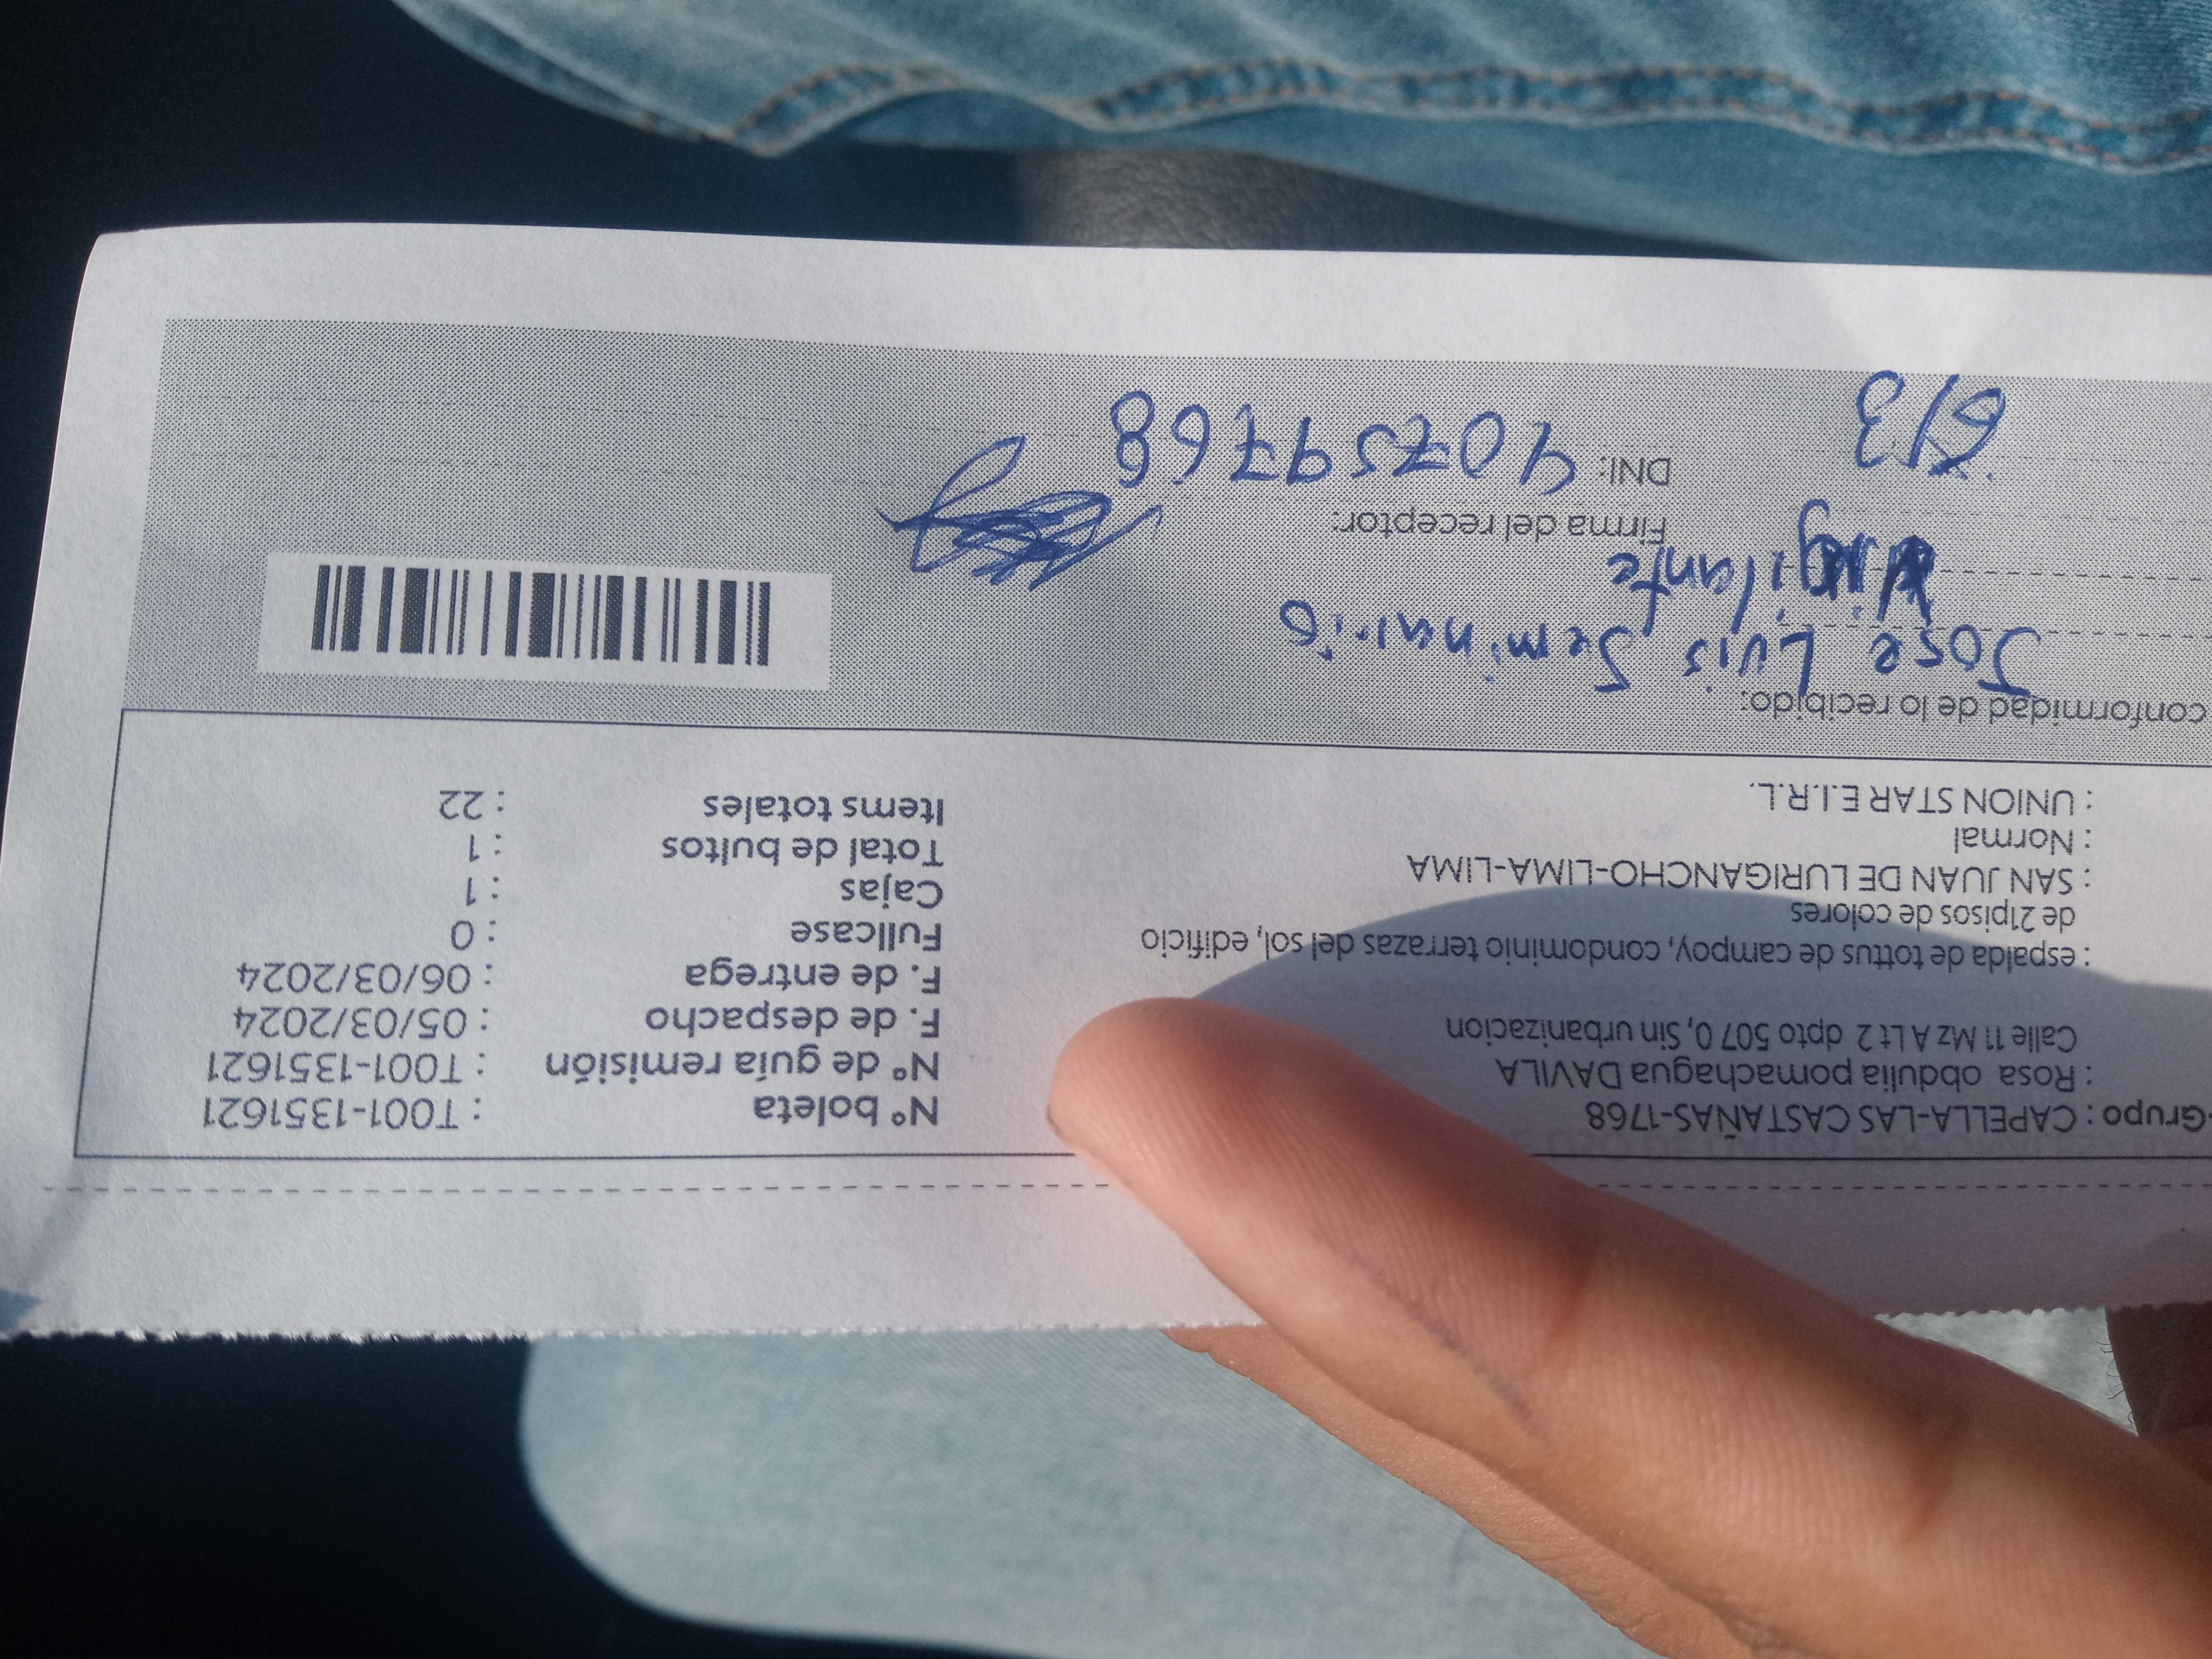 Grupo : CAPELLA-LAS CASTAÑAS-1768
: Rosa obdulia pomachagua DAVILA
Calle 11 Mz A Lt 2 dpto 507 0, Sin urbanizacion
: espalda de tottus de campoy, condominio terrazas del sol, edificio
de 21pisos de colores
: SAN JUAN DE LURIGANCHO-LIMA-LIMA
: Normal
: UNION STAR E.I.R.L.
Nº boleta : T001-1351621
Nº de guía remisión : T001-1351621
F. de despacho : 05/03/2024
F. de entrega : 06/03/2024
Fullcase : 0
Cajas : 1
Total de bultos : 1
Items totales : 22
conformidad de lo recibido:
Jose Luis Seminario
vigilante
Firma del receptor:
DNI: 40759768
6/3